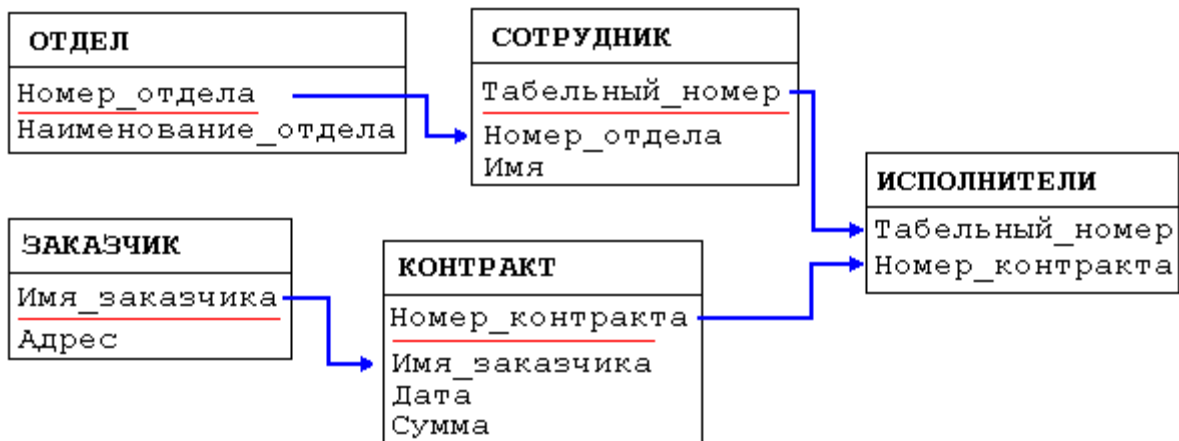 ОТДЕЛ
Номер_отдела
Наименование_отдела
СОТРУДНИК
Табельный_номер
Номер_отдела
Имя
ИСПОЛНИТЕЛИ
Табельный_номер
Номер_контракта
ЗАКАЗЧИК
Имя_заказчика
Адрес
КОНТРАКТ
Номер_контракта
Имя_заказчика
Дата
Сумма